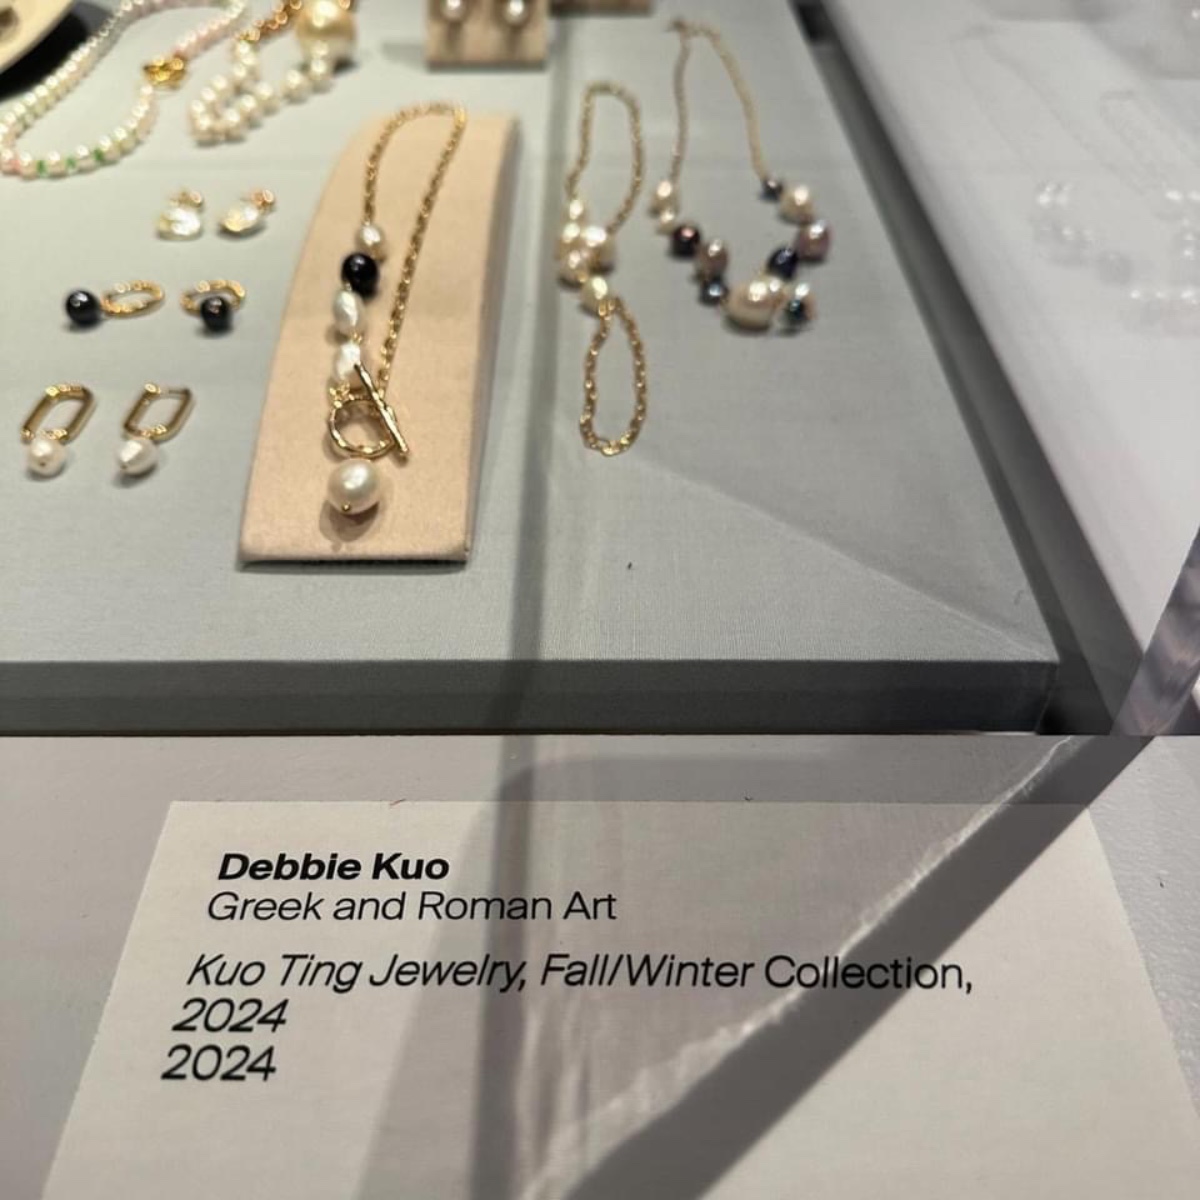 Debbie Kuo
Greek and Roman Art
Kuo Ting Jewelry, Fall/Winter Collection,
2024
2024